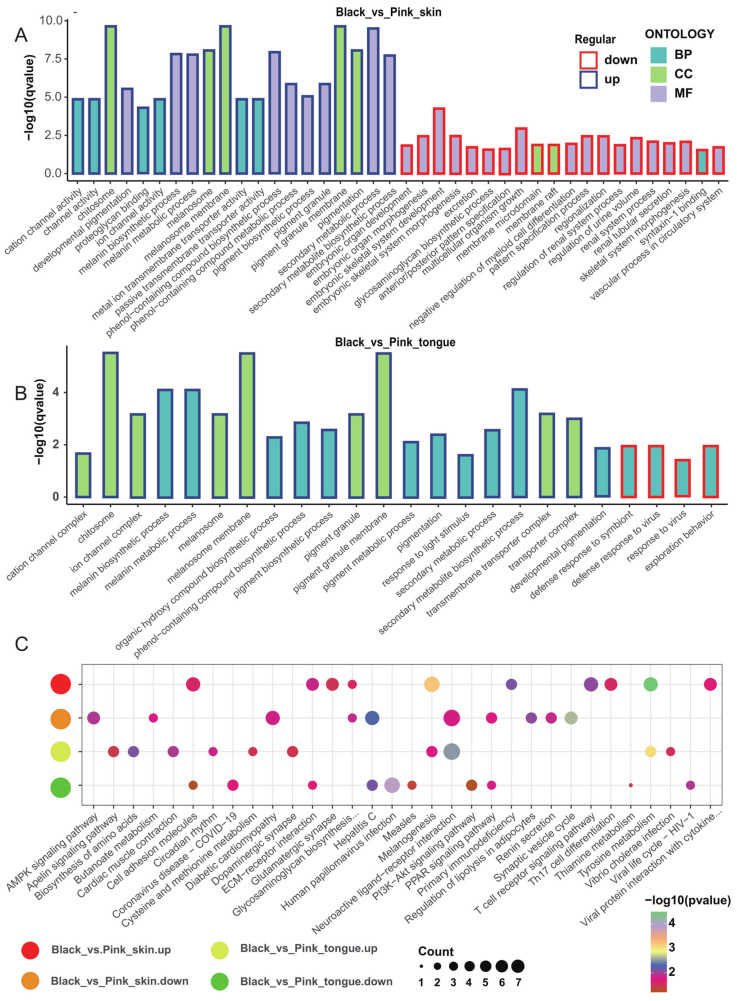 A
Black_vs_Pink_skin
−log10(qvalue)
10.0
7.5
5.0
2.5
0.0
Regular
down
up
ONTOLOGY
BP
CC
MF
cation channel activity
channel activity
chitosome
developmental pigmentation
proteoglycan binding
ion channel activity
melanin biosynthetic process
melanin metabolic process
melanosome
melanosome membrane
metal ion transmembrane transporter activity
passive transmembrane transporter activity
phenol−containing compound biosynthetic process
phenol−containing compound metabolic process
pigment biosynthetic process
pigment granule
pigment granule membrane
pigmentation
secondary metabolic process
secondary metabolite biosynthetic process
embryonic organ development
embryonic organ morphogenesis
embryonic skeletal system development
embryonic skeletal system morphogenesis
excretion
glycosaminoglycan biosynthetic process
anterior/posterior pattern specification
multicellular organism growth
membrane microdomain
membrane raft
negative regulation of myeloid cell differentiation
pattern specification process
regionalization
regulation of renal system process
regulation of urine volume
renal system process
renal tubular secretion
skeletal system morphogenesis
syntaxin−1 binding
vascular process in circulatory system
B
Black_vs_Pink_tongue
−log10(qvalue)
4
2
0
cation channel complex
chitosome
ion channel complex
melanin biosynthetic process
melanin metabolic process
melanosome
melanosome membrane
organic hydroxy compound biosynthetic process
phenol−containing compound biosynthetic process
pigment biosynthetic process
pigment granule
pigment granule membrane
pigment metabolic process
pigmentation
response to light stimulus
secondary metabolic process
secondary metabolite biosynthetic process
transmembrane transporter complex
transporter complex
developmental pigmentation
defense response to symbiont
defense response to virus
response to virus
exploration behavior
C
AMPK signaling pathway
Apelin signaling pathway
Biosynthesis of amino acids
Butanoate metabolism
Cardiac muscle contraction
Cell adhesion molecules
Circadian rhythm
Coronavirus disease − COVID−19
Cysteine and methionine metabolism
Diabetic cardiomyopathy
Dopaminergic synapse
ECM−receptor interaction
Glutamatergic synapse
Glycosaminoglycan biosynthesis...
Hepatitis C
Human papillomavirus infection
Measles
Melanogenesis
Neuroactive ligand−receptor interaction
PI3K−Akt signaling pathway
PPAR signaling pathway
Primary immunodeficiency
Regulation of lipolysis in adipocytes
Renin secretion
Synaptic vesicle cycle
T cell receptor signaling pathway
Th17 cell differentiation
Thiamine metabolism
Tyrosine metabolism
Vibrio cholerae infection
Viral life cycle − HIV−1
Viral protein interaction with cytokine...
Black_vs.Pink_skin.up
Black_vs_Pink_skin.down
Black_vs_Pink_tongue.up
Black_vs_Pink_tongue.down
Count
1 2 3 4 5 6 7
−log10(pvalue)
4
3
2